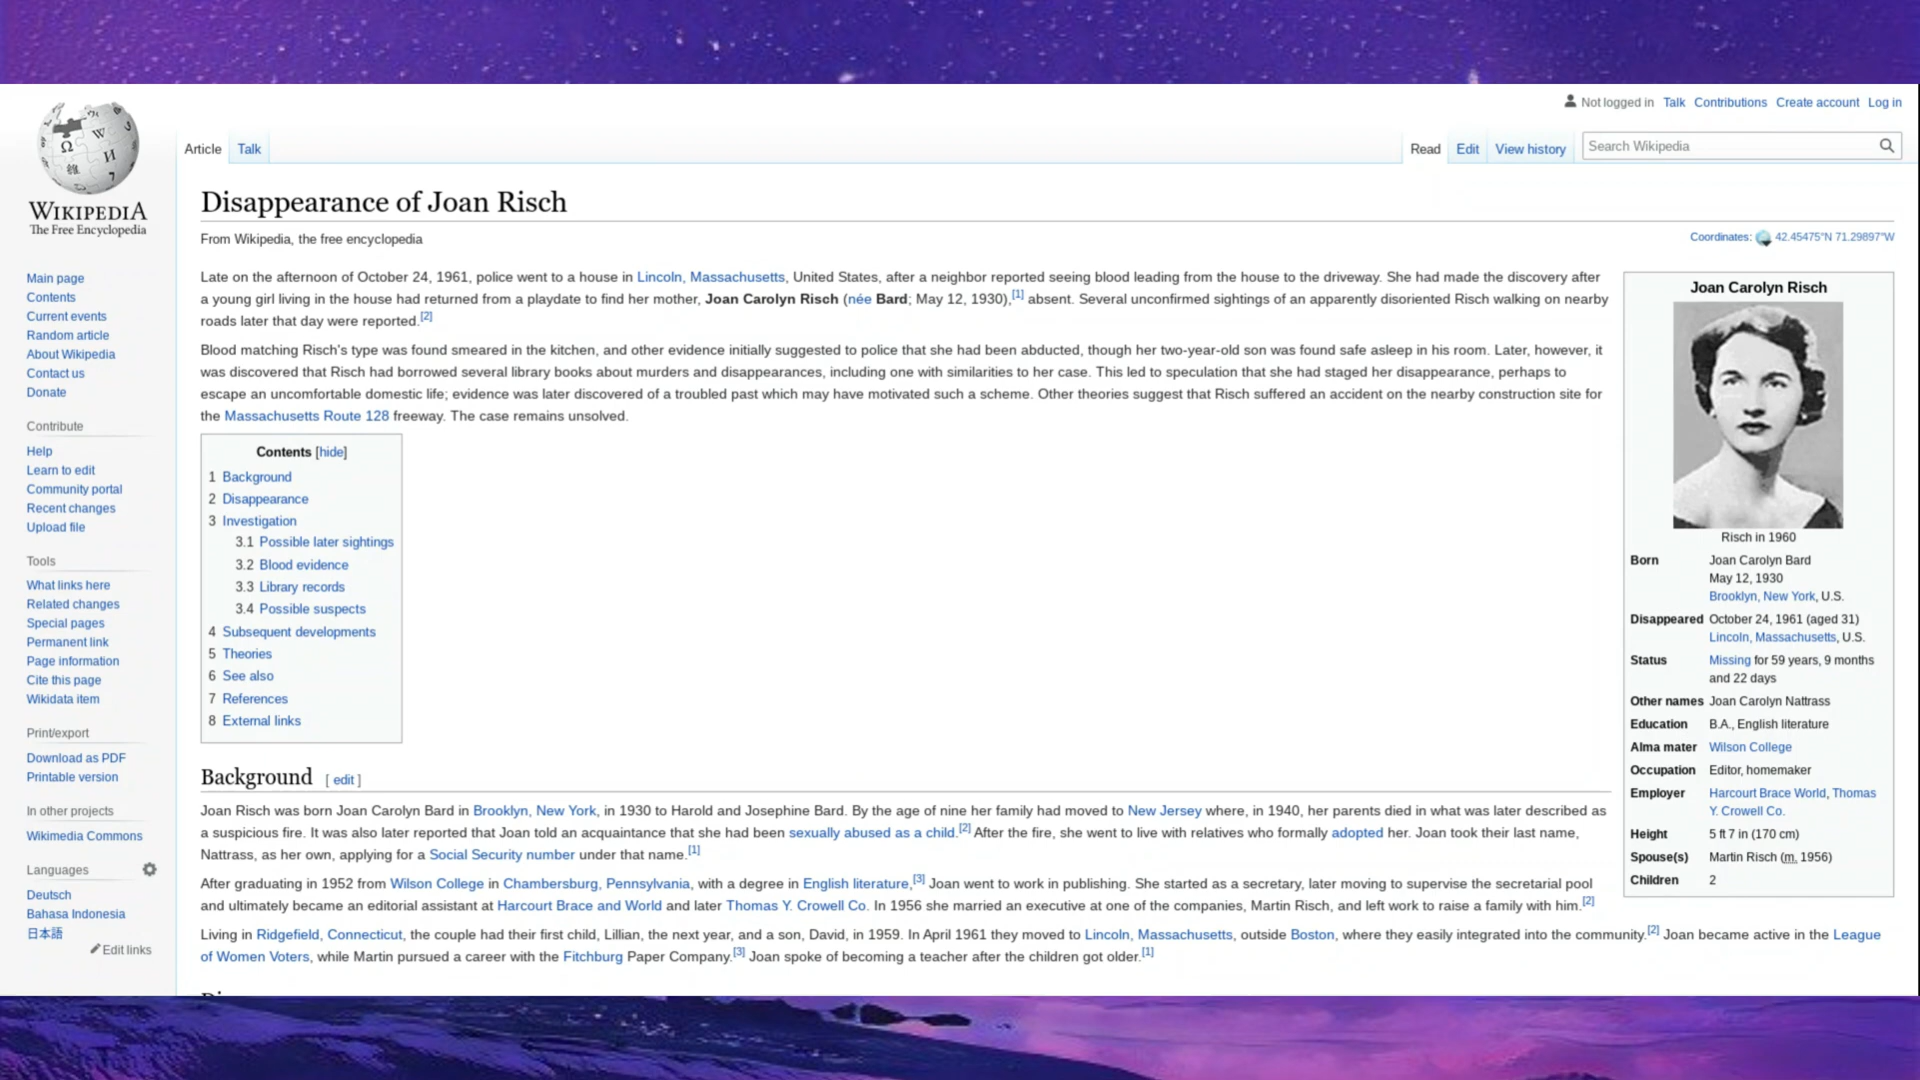 Not logged in Talk Contributions Create account Log in
Article Talk Read Edit View history Search Wikipedia
WIKIPEDIA
The Free Encyclopedia
Main page
Contents
Current events
Random article
About Wikipedia
Contact us
Donate
Contribute
Help
Learn to edit
Community portal
Recent changes
Upload file
Tools
What links here
Related changes
Special pages
Permanent link
Page information
Cite this page
Wikidata item
Print/export
Download as PDF
Printable version
In other projects
Wikimedia Commons
Languages
Deutsch
Bahasa Indonesia
日本語
Edit links
Disappearance of Joan Risch
From Wikipedia, the free encyclopedia
Coordinates: 42.45475°N 71.29897°W
Late on the afternoon of October 24, 1961, police went to a house in Lincoln, Massachusetts, United States, after a neighbor reported seeing blood leading from the house to the driveway. She had made the discovery after
a young girl living in the house had returned from a playdate to find her mother, Joan Carolyn Risch (née Bard; May 12, 1930),[1] absent. Several unconfirmed sightings of an apparently disoriented Risch walking on nearby
roads later that day were reported.[2]
Blood matching Risch's type was found smeared in the kitchen, and other evidence initially suggested to police that she had been abducted, though her two-year-old son was found safe asleep in his room. Later, however, it
was discovered that Risch had borrowed several library books about murders and disappearances, including one with similarities to her case. This led to speculation that she had staged her disappearance, perhaps to
escape an uncomfortable domestic life; evidence was later discovered of a troubled past which may have motivated such a scheme. Other theories suggest that Risch suffered an accident on the nearby construction site for
the Massachusetts Route 128 freeway. The case remains unsolved.
Contents [hide]
1 Background
2 Disappearance
3 Investigation
3.1 Possible later sightings
3.2 Blood evidence
3.3 Library records
3.4 Possible suspects
4 Subsequent developments
5 Theories
6 See also
7 References
8 External links
Joan Carolyn Risch
Risch in 1960
Born Joan Carolyn Bard
May 12, 1930
Brooklyn, New York, U.S.
Disappeared October 24, 1961 (aged 31)
Lincoln, Massachusetts, U.S.
Status Missing for 59 years, 9 months
and 22 days
Other names Joan Carolyn Nattrass
Education B.A., English literature
Alma mater Wilson College
Occupation Editor, homemaker
Employer Harcourt Brace World, Thomas
Y. Crowell Co.
Height 5 ft 7 in (170 cm)
Spouse(s) Martin Risch (m. 1956)
Children 2
Background [ edit ]
Joan Risch was born Joan Carolyn Bard in Brooklyn, New York, in 1930 to Harold and Josephine Bard. By the age of nine her family had moved to New Jersey where, in 1940, her parents died in what was later described as
a suspicious fire. It was also later reported that Joan told an acquaintance that she had been sexually abused as a child.[2] After the fire, she went to live with relatives who formally adopted her. Joan took their last name,
Nattrass, as her own, applying for a Social Security number under that name.[1]
After graduating in 1952 from Wilson College in Chambersburg, Pennsylvania, with a degree in English literature,[3] Joan went to work in publishing. She started as a secretary, later moving to supervise the secretarial pool
and ultimately became an editorial assistant at Harcourt Brace and World and later Thomas Y. Crowell Co. In 1956 she married an executive at one of the companies, Martin Risch, and left work to raise a family with him.[2]
Living in Ridgefield, Connecticut, the couple had their first child, Lillian, the next year, and a son, David, in 1959. In April 1961 they moved to Lincoln, Massachusetts, outside Boston, where they easily integrated into the community.[2] Joan became active in the League
of Women Voters, while Martin pursued a career with the Fitchburg Paper Company.[3] Joan spoke of becoming a teacher after the children got older.[1]